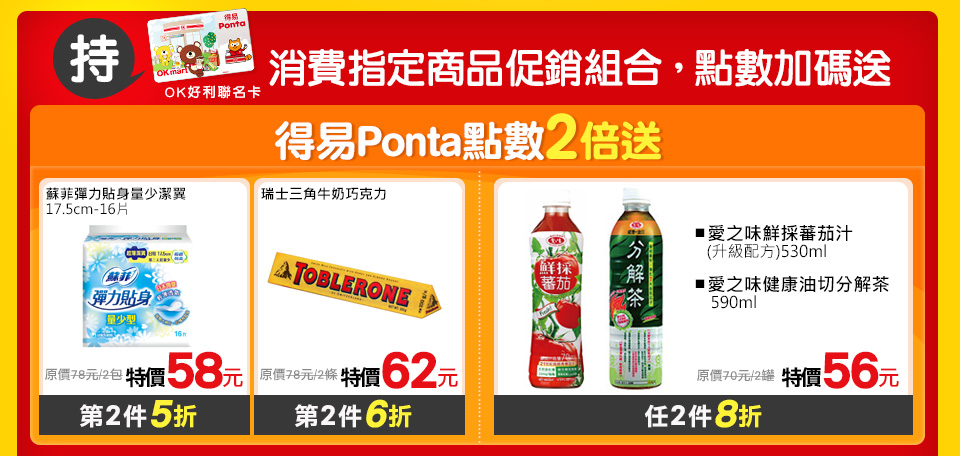 持
得易
Ponta
OKmart
OK好利聯名卡
消費指定商品促銷組合，點數加碼送
得易Ponta點數2倍送
蘇菲彈力貼身量少潔翼
17.5cm-16片
蘇菲
彈力貼身
量少型
16片
原價78元/2包 特價58元
第2件5折
瑞士三角牛奶巧克力
TOBLERONE
原價78元/2條 特價62元
第2件6折
鮮採
蕃茄
分解茶
■愛之味鮮採蕃茄汁
(升級配方)530ml
■愛之味健康油切分解茶
590ml
原價70元/2罐 特價56元
任2件8折